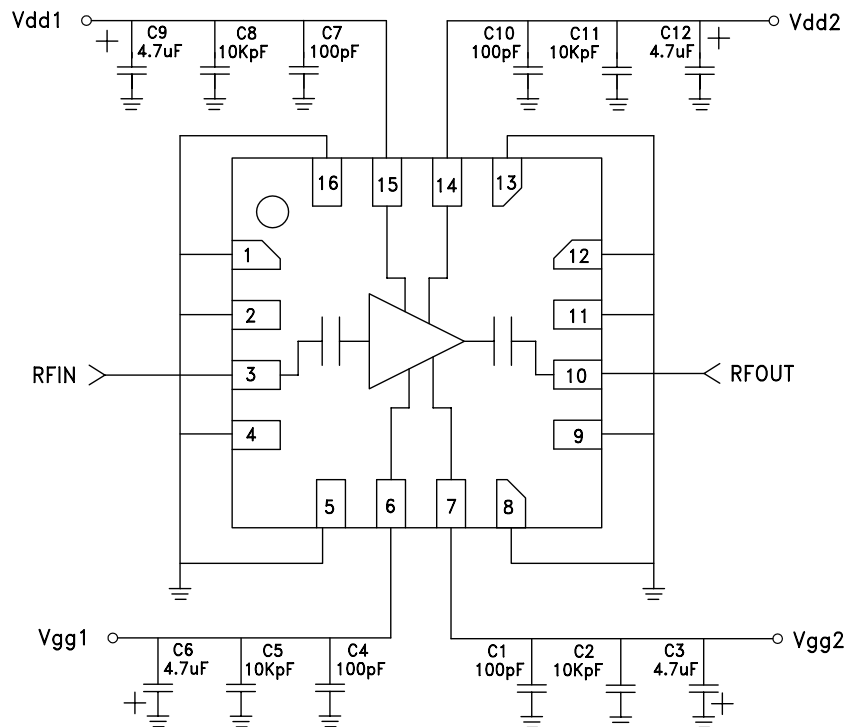 Vdd1
C9
4.7uF
C8
10KpF
C7
100pF
C10
100pF
C11
10KpF
C12
4.7uF
Vdd2
16
15
14
13
1
12
2
11
RFIN
3
10
RFOUT
4
9
5
6
7
8
Vgg1
C6
4.7uF
C5
10KpF
C4
100pF
C1
100pF
C2
10KpF
C3
4.7uF
Vgg2